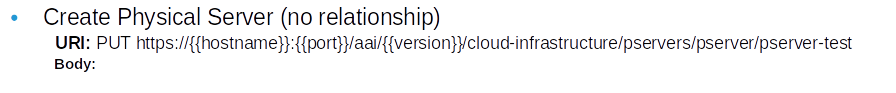 • Create Physical Server (no relationship)
URI: PUT https://{{hostname}}:{{port}}/aai/{{version}}/cloud-infrastructure/pservers/pserver/pserver-test
Body: